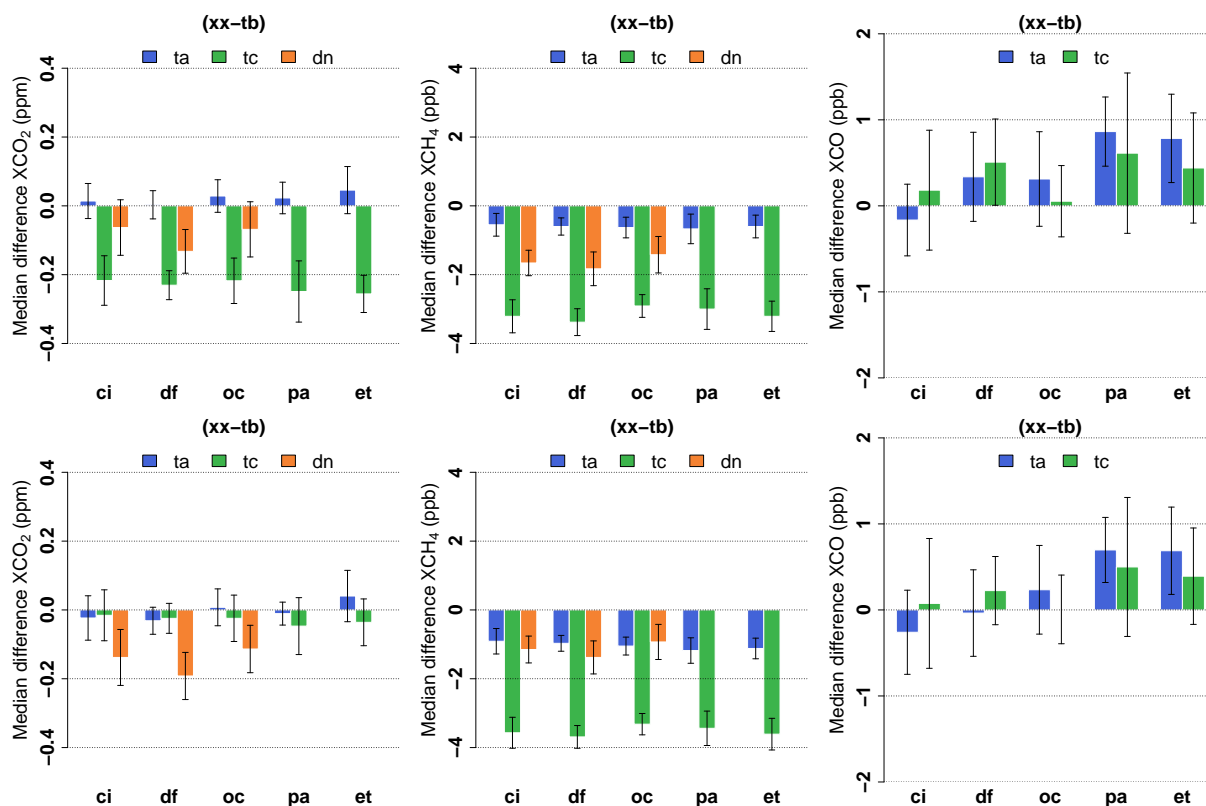 (xx−tb)
ta tc dn
Median difference XCO2 (ppm)
0.4
0.2
0.0
−0.2
−0.4
ci df oc pa et
(xx−tb)
ta tc dn
Median difference XCH4 (ppb)
4
2
0
−2
−4
ci df oc pa et
(xx−tb)
ta tc
Median difference XCO (ppb)
2
1
0
−1
−2
ci df oc pa et
(xx−tb)
ta tc dn
Median difference XCO2 (ppm)
0.4
0.2
0.0
−0.2
−0.4
ci df oc pa et
(xx−tb)
ta tc dn
Median difference XCH4 (ppb)
4
2
0
−2
−4
ci df oc pa et
(xx−tb)
ta tc
Median difference XCO (ppb)
2
1
0
−1
−2
ci df oc pa et